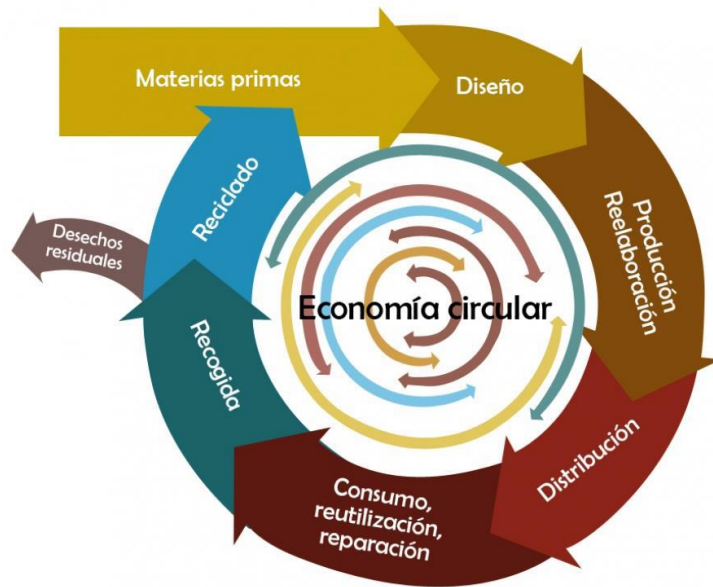 Materias primas
Diseño
Producción
Reelaboración
Distribución
Consumo,
reutilización,
reparación
Recogida
Reciclado
Desechos
residuales
Economía circular